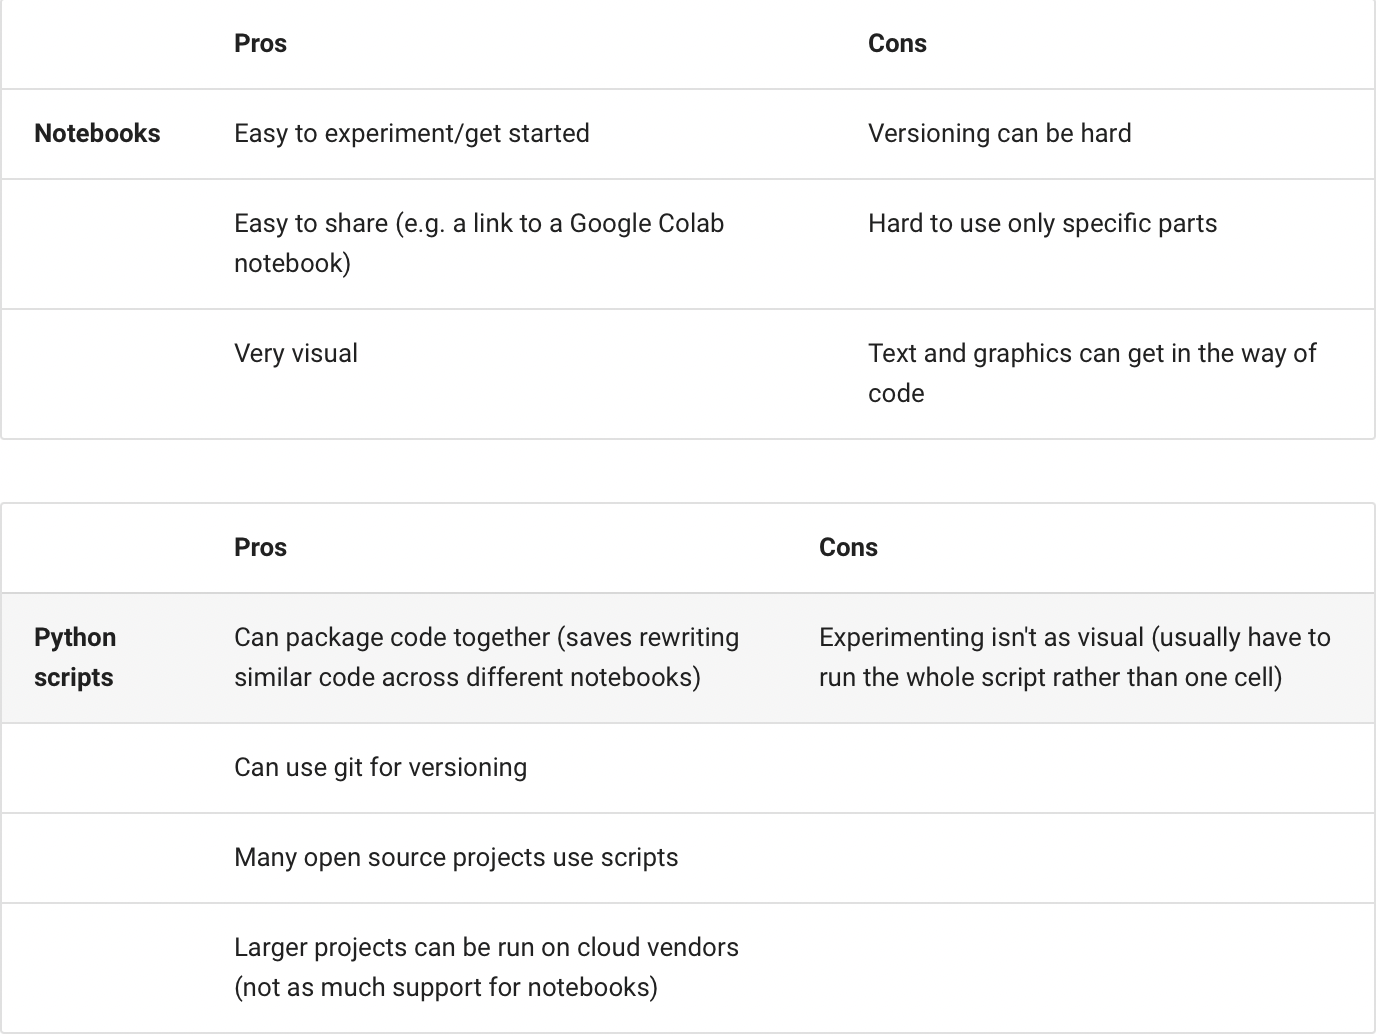 Pros Cons
Notebooks Easy to experiment/get started Versioning can be hard
Easy to share (e.g. a link to a Google Colab Hard to use only specific parts
notebook)
Very visual Text and graphics can get in the way of
code
Pros Cons
Python Can package code together (saves rewriting Experimenting isn't as visual (usually have to
scripts similar code across different notebooks) run the whole script rather than one cell)
Can use git for versioning
Many open source projects use scripts
Larger projects can be run on cloud vendors
(not as much support for notebooks)